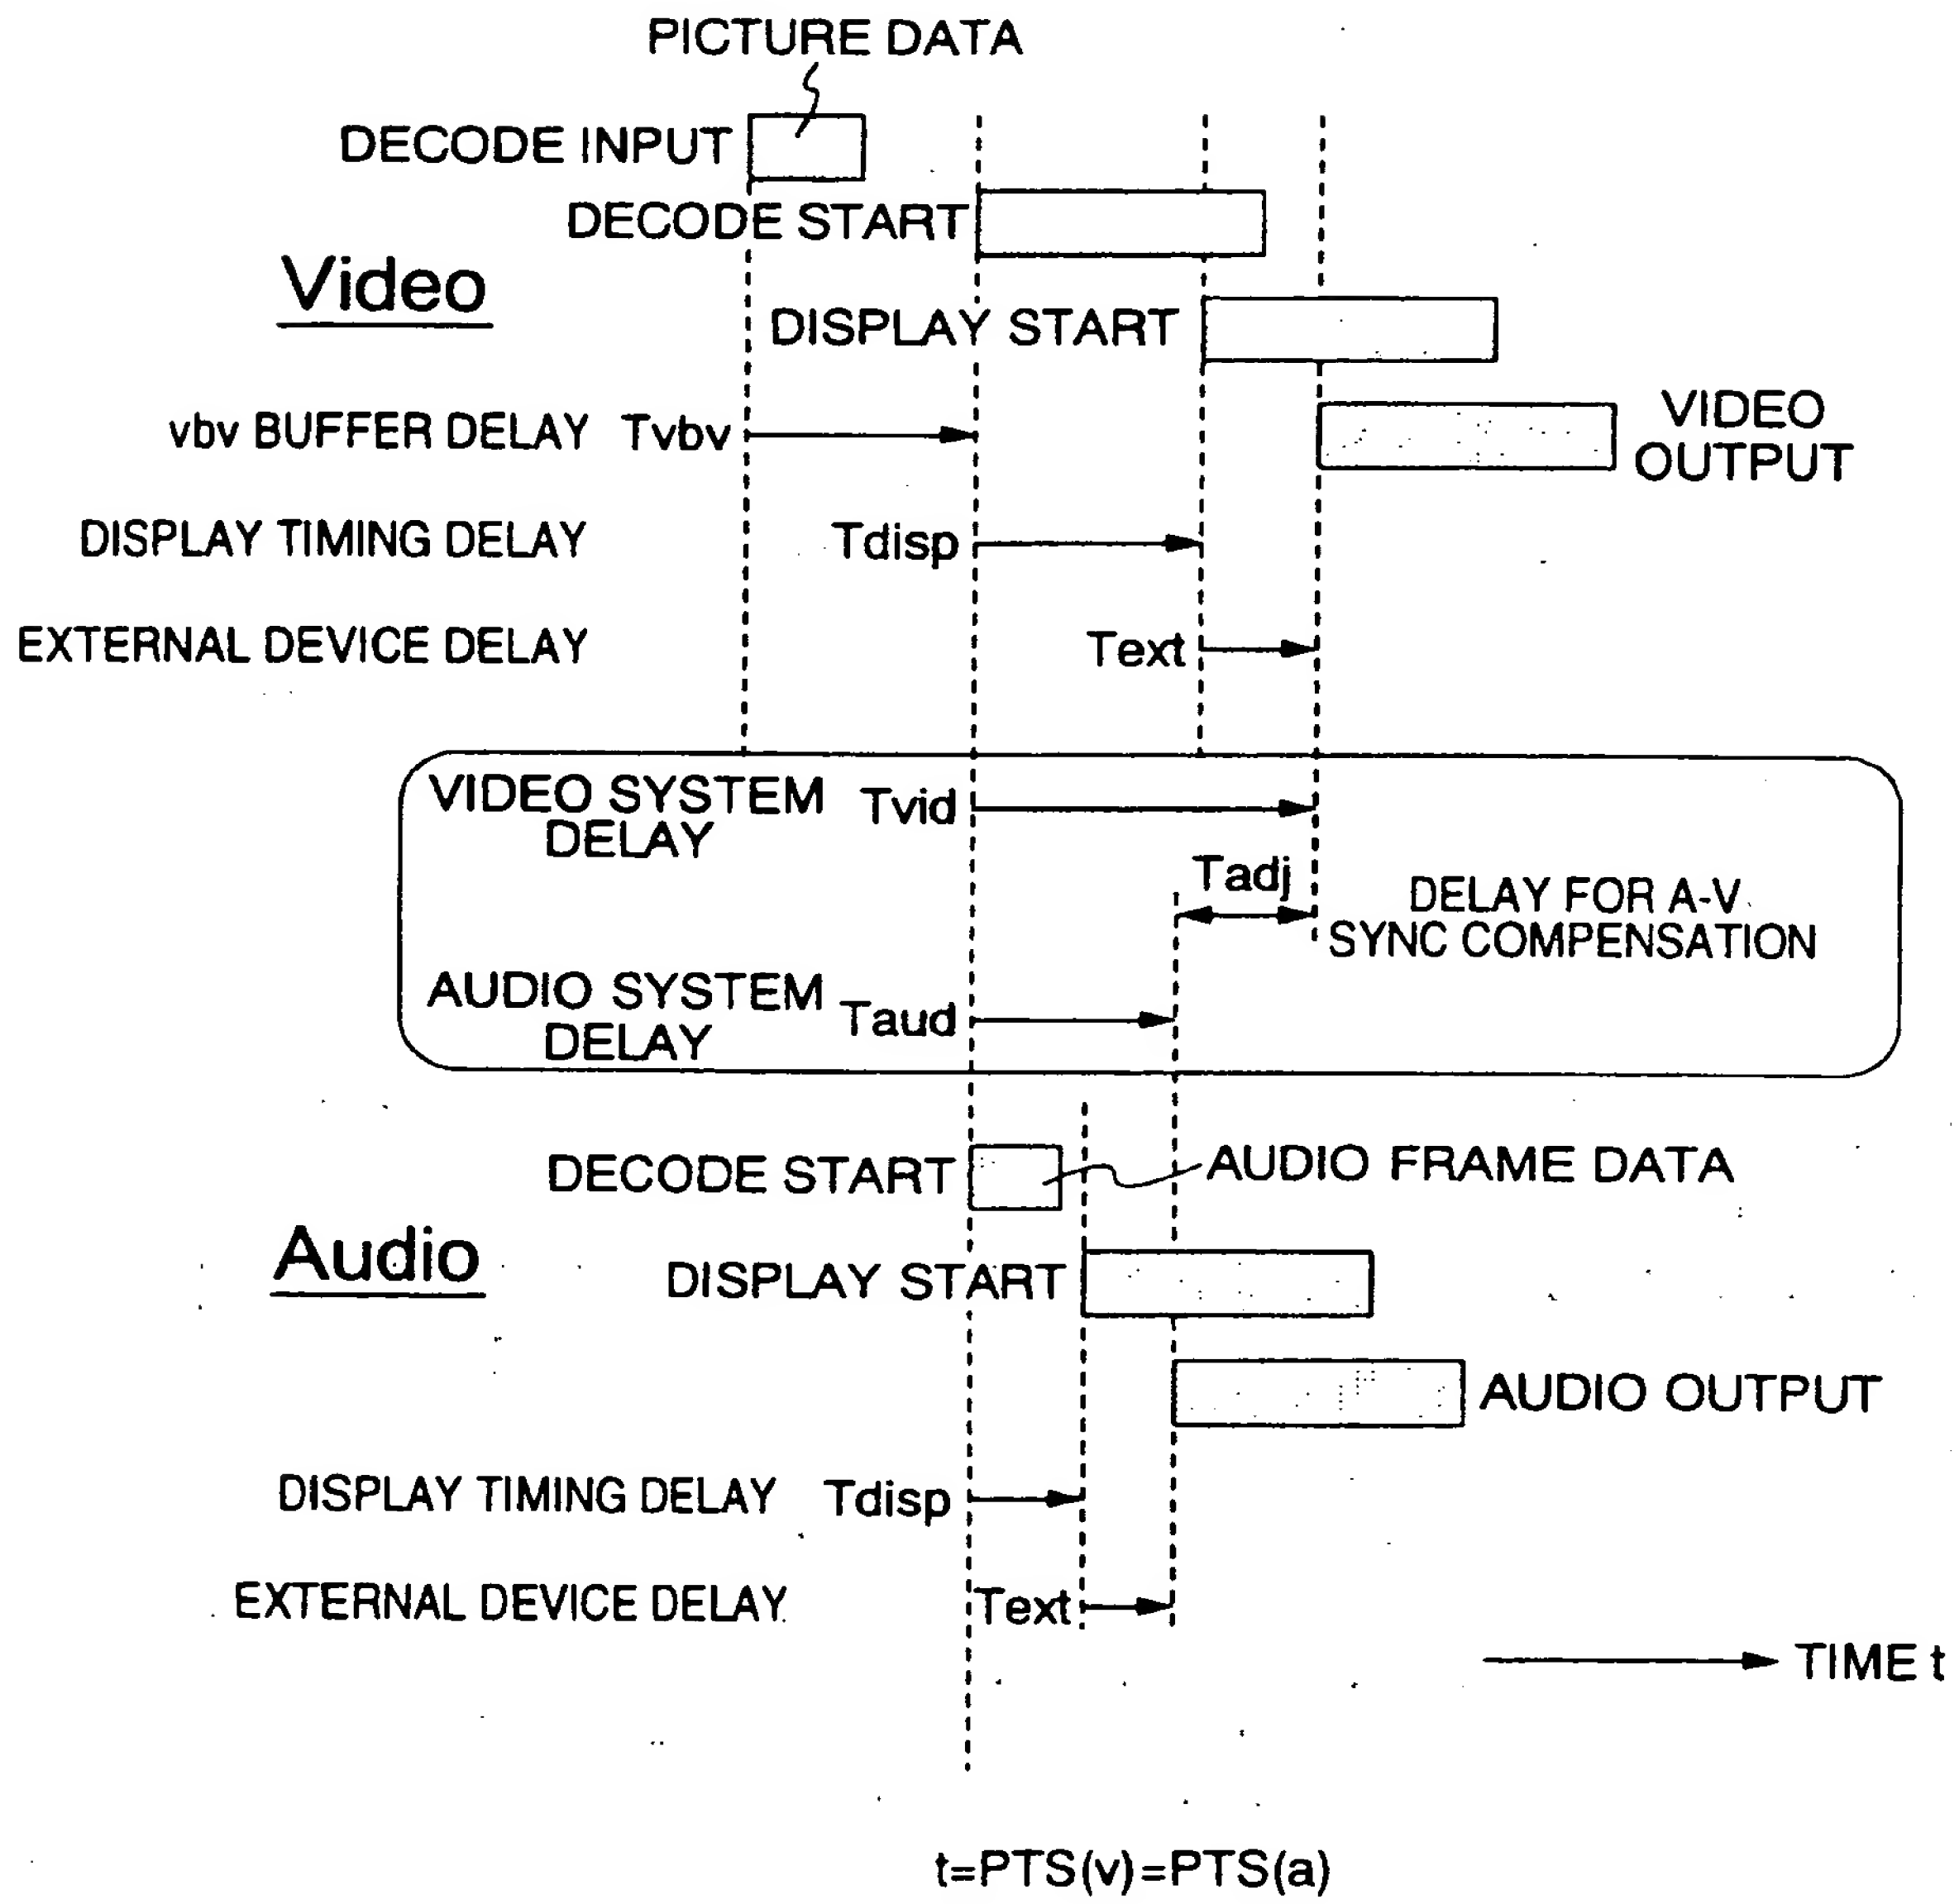 PICTURE DATA
DECODE INPUT
DECODE START
Video
DISPLAY START
VIDEO
OUTPUT
vbv BUFFER DELAY Tvbv
DISPLAY TIMING DELAY Tdisp
EXTERNAL DEVICE DELAY Text
VIDEO SYSTEM
DELAY
Tvid
Tadj
DELAY FOR A-V
SYNC COMPENSATION
AUDIO SYSTEM
DELAY
Taud
DECODE START
AUDIO FRAME DATA
Audio
DISPLAY START
AUDIO OUTPUT
DISPLAY TIMING DELAY Tdisp
EXTERNAL DEVICE DELAY Text
TIME t
t=PTS(v)=PTS(a)